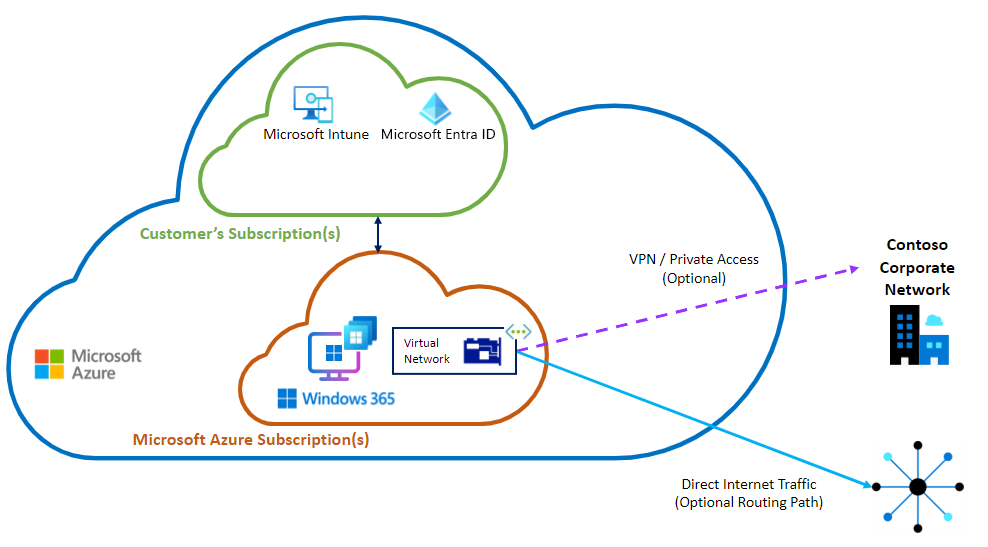 Microsoft Intune
Microsoft Entra ID
Customer's Subscription(s)
VPN / Private Access
(Optional)
Contoso
Corporate
Network
Virtual
Network
Microsoft
Azure
Windows 365
Microsoft Azure Subscription(s)
Direct Internet Traffic
(Optional Routing Path)